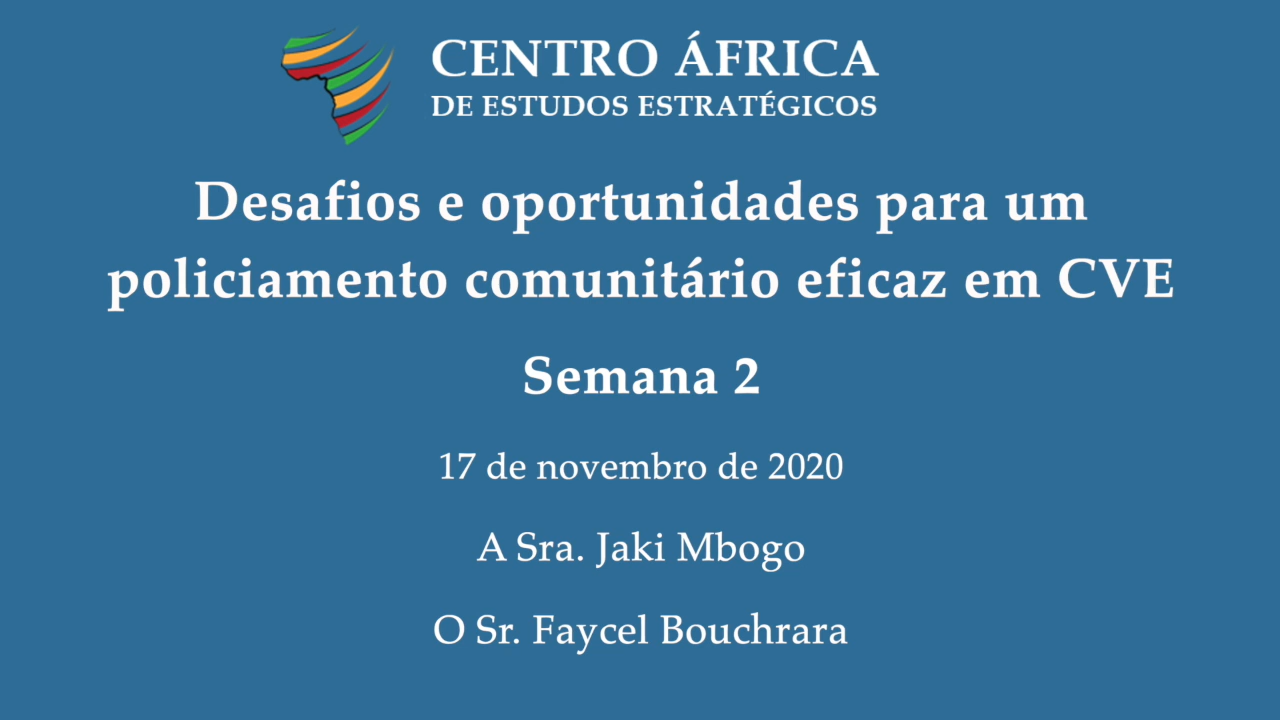 CENTRO ÁFRICA
DE ESTUDOS ESTRATÉGICOS
Desafios e oportunidades para um
policiamento comunitário eficaz em CVE
Semana 2
17 de novembro de 2020
A Sra. Jaki Mbogo
O Sr. Faycel Bouchrara